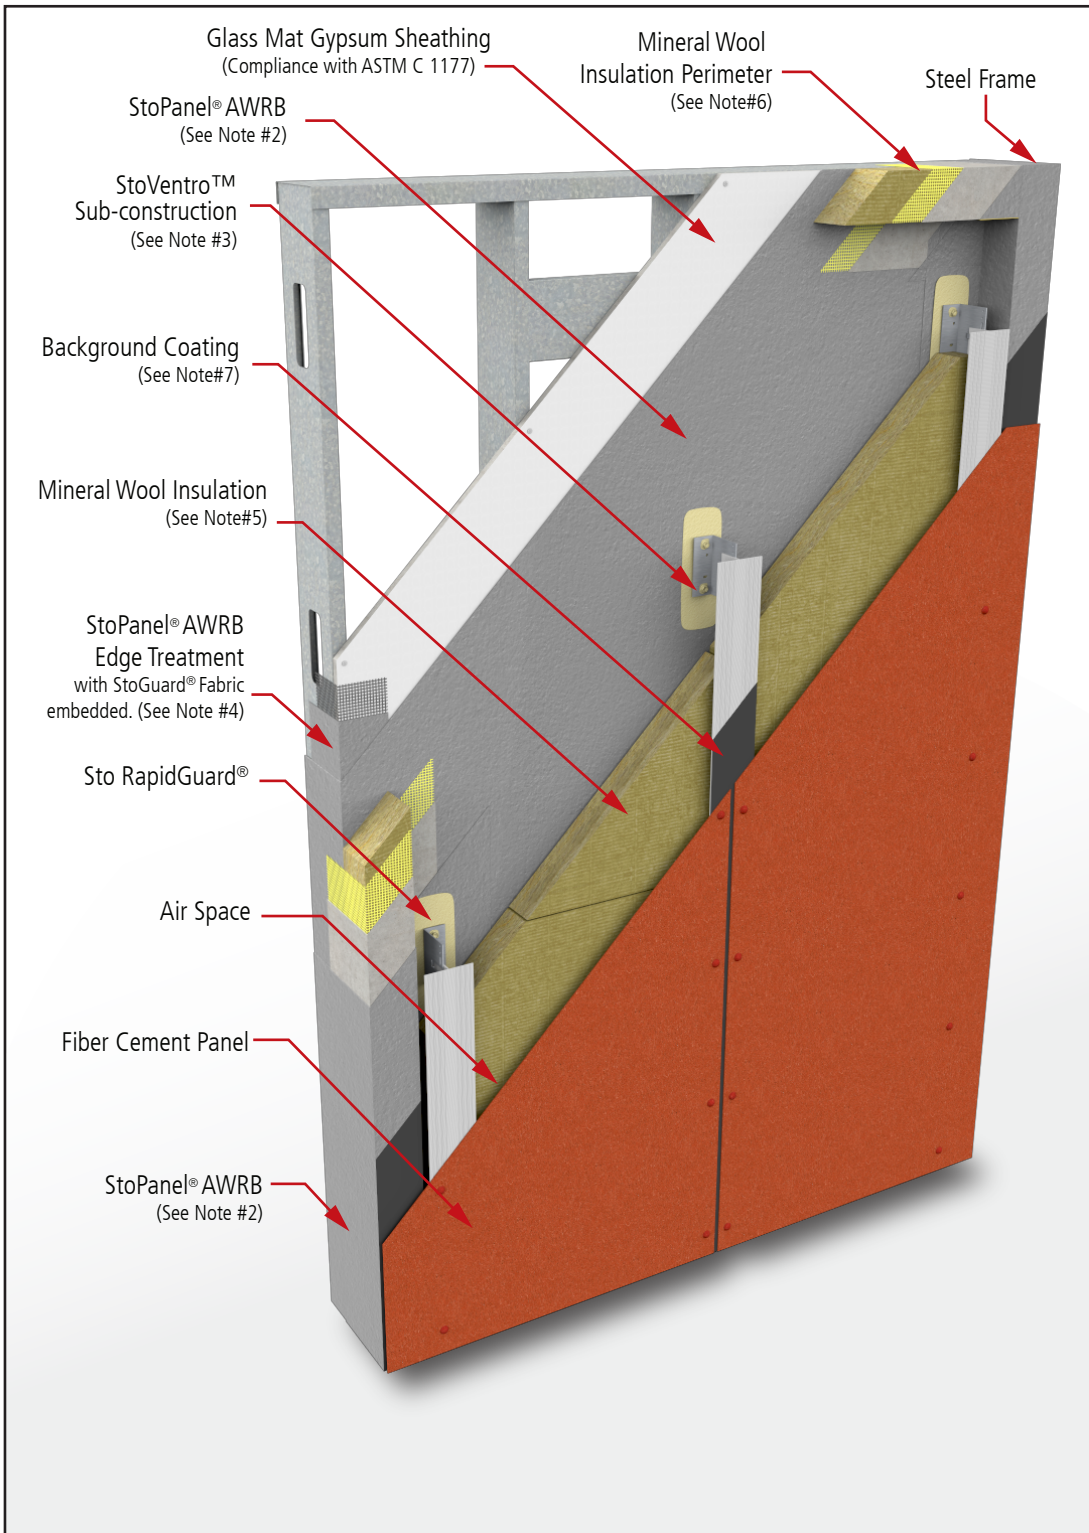 Glass Mat Gypsum Sheathing
(Compliance with ASTM C 1177)
Mineral Wool
Insulation Perimeter
(See Note#6)
Steel Frame
StoPanel® AWRB
(See Note #2)
StoVentro™
Sub-construction
(See Note #3)
Background Coating
(See Note#7)
Mineral Wool Insulation
(See Note#5)
StoPanel® AWRB
Edge Treatment
with StoGuard® Fabric
embedded. (See Note #4)
Sto RapidGuard®
Air Space
Fiber Cement Panel
StoPanel® AWRB
(See Note #2)